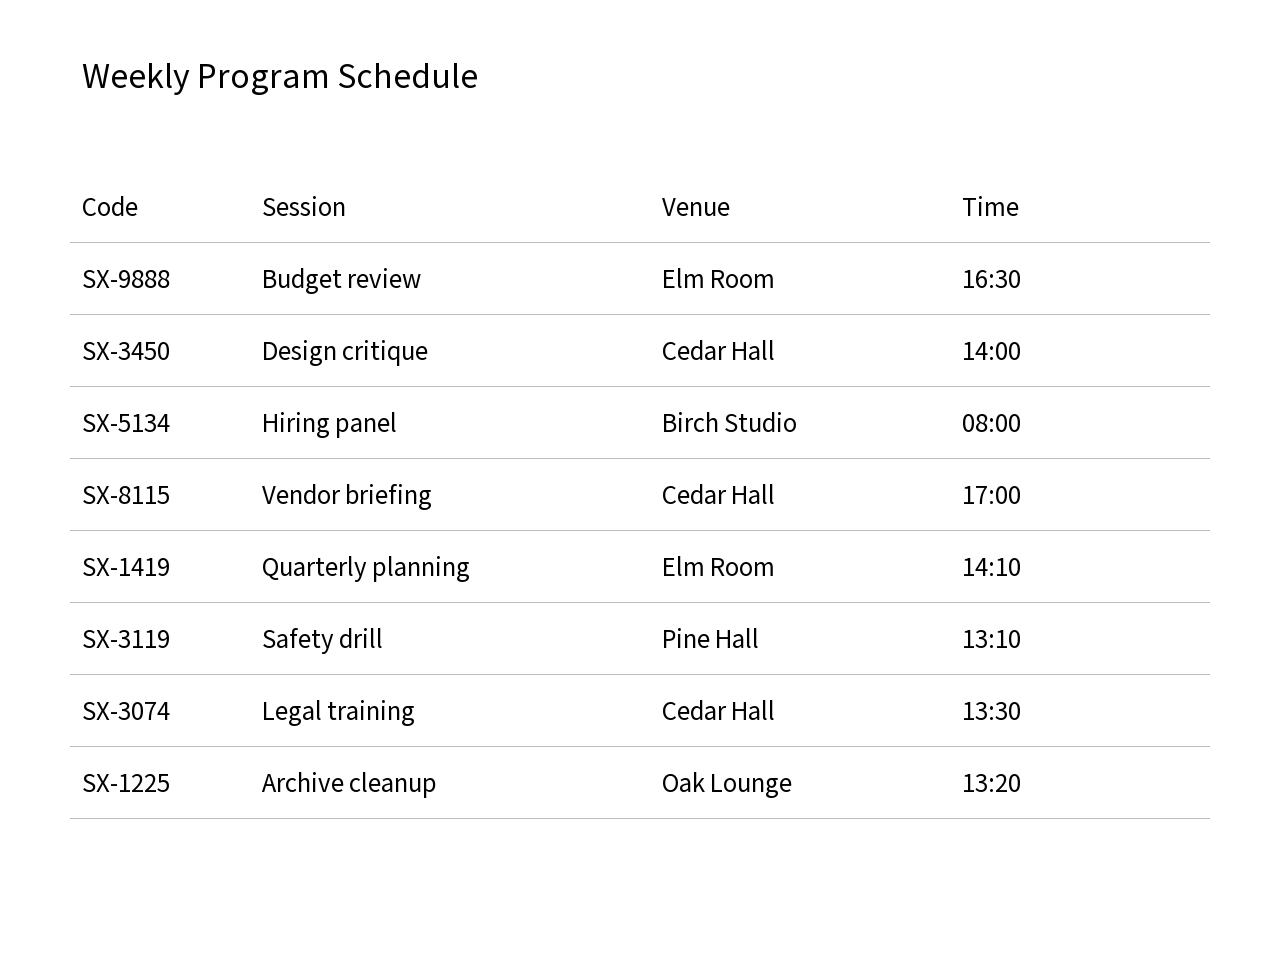 Weekly Program Schedule
Code Session Venue Time
SX-9888 Budget review Elm Room 16:30
SX-3450 Design critique Cedar Hall 14:00
SX-5134 Hiring panel Birch Studio 08:00
SX-8115 Vendor briefing Cedar Hall 17:00
SX-1419 Quarterly planning Elm Room 14:10
SX-3119 Safety drill Pine Hall 13:10
SX-3074 Legal training Cedar Hall 13:30
SX-1225 Archive cleanup Oak Lounge 13:20